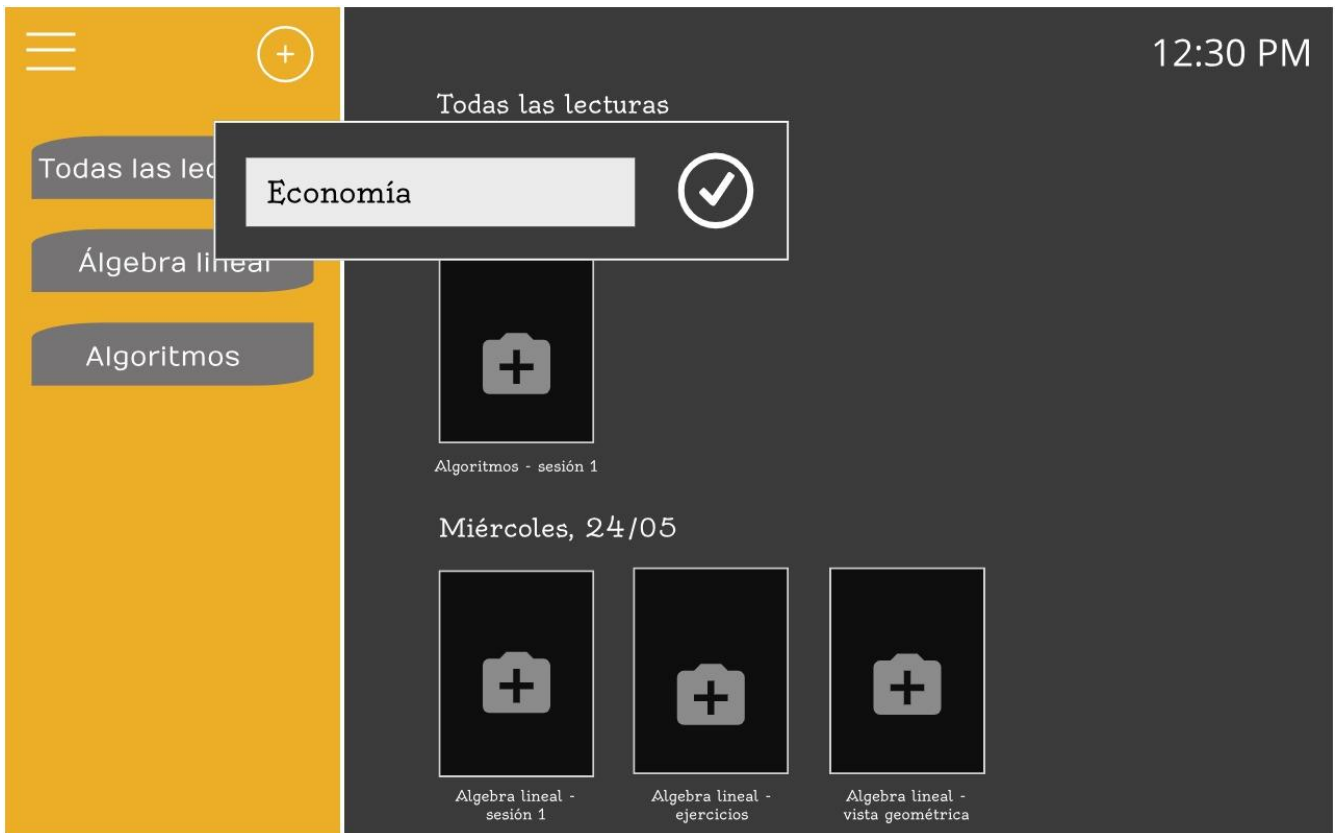 12:30 PM
Todas las lecturas
Todas las lec
Economía
Álgebra lineal
Algoritmos
Algoritmos - sesión 1
Miércoles, 24/05
Algebra lineal -
sesión 1
Algebra lineal -
ejercicios
Algebra lineal -
vista geométrica